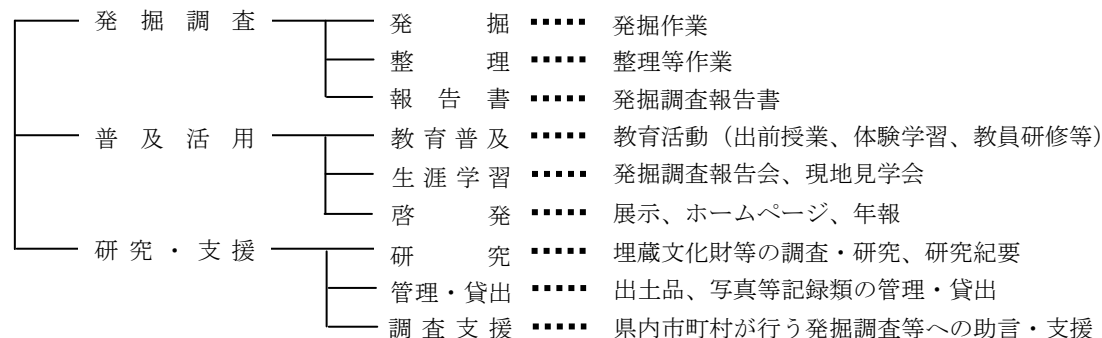 発掘調査 発掘 ・・・・・ 発掘作業
整理 ・・・・・ 整理等作業
報告書 ・・・・・ 発掘調査報告書
普及活用 教育普及 ・・・・・ 教育活動（出前授業、体験学習、教員研修等）
生涯学習 ・・・・・ 発掘調査報告会、現地見学会
啓発 ・・・・・ 展示、ホームページ、年報
研究・支援 研究 ・・・・・ 埋蔵文化財等の調査・研究、研究紀要
管理・貸出 ・・・・・ 出土品、写真等記録類の管理・貸出
調査支援 ・・・・・ 県内市町村が行う発掘調査等への助言・支援